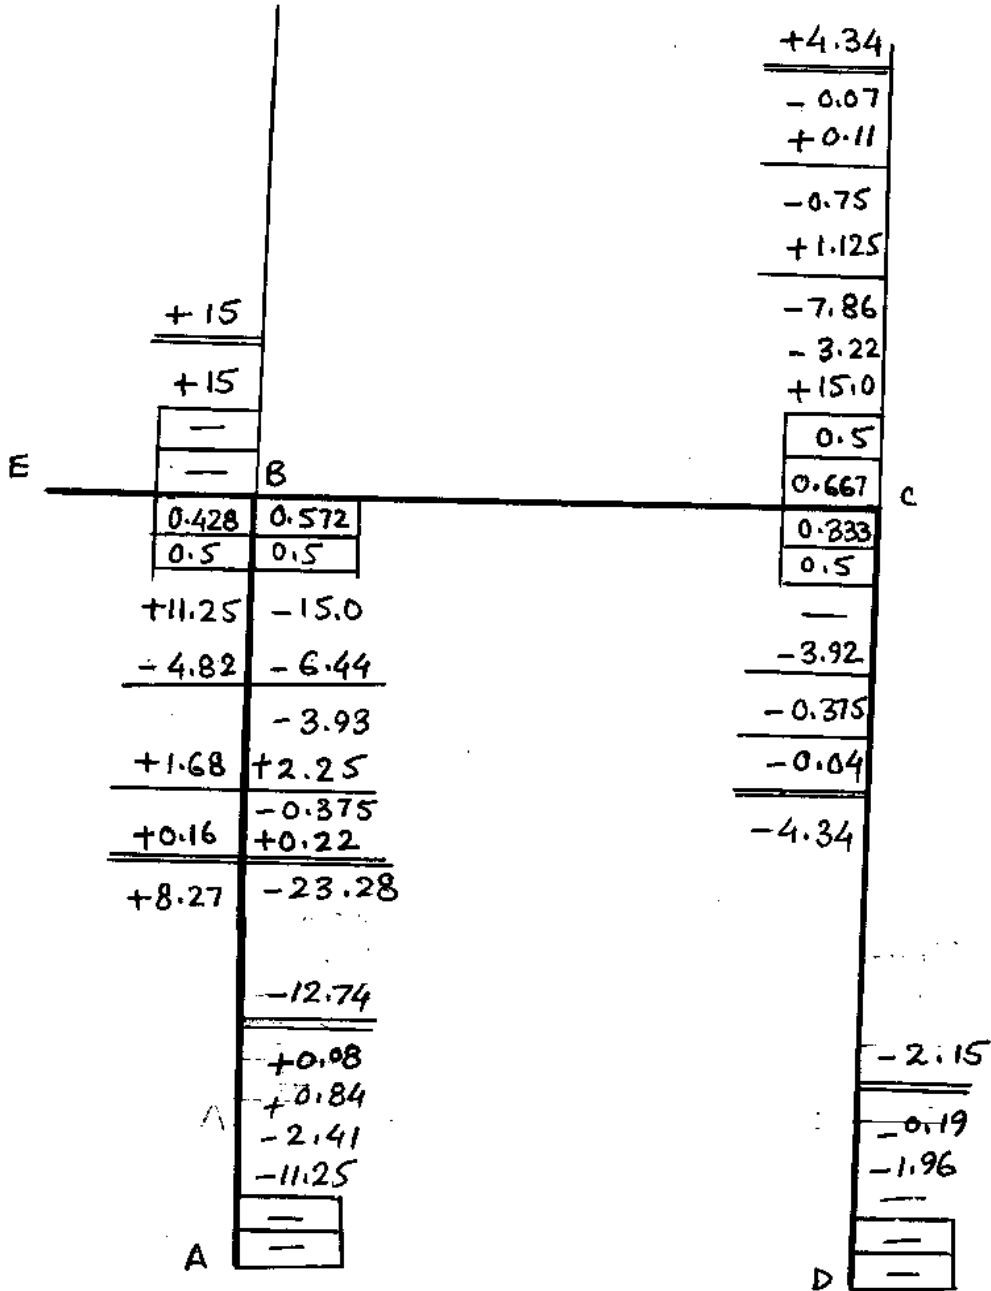 +4.34
- 0.07
+0.11
-0.75
+1.125
+15
-7.86
- 3.22
+15
+15.0
—
0.5
E — B 0.667 C
0.428 0.572 0.333
0.5 0.5 0.5
+11.25 -15.0 —
- 4.82 - 6.44 -3.92
-3.93 -0.375
+1.68 +2.25 -0.04
-0.375
+0.16 +0.22 -4.34
+8.27 -23.28
-12.74
+0.08 -2.15
+0.84
-2.41 -0.19
-11.25 -1.96
— —
A — —
D —